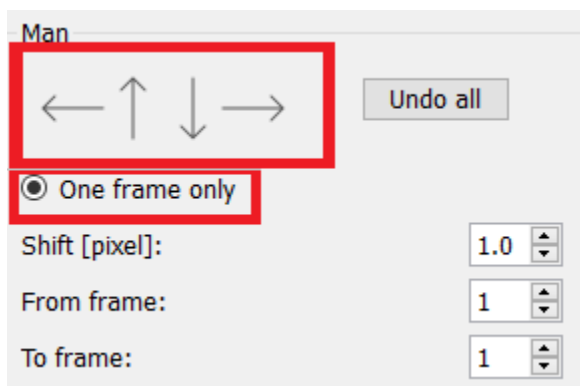 Man
Undo all
One frame only
Shift [pixel]: 1.0
From frame: 1
To frame: 1